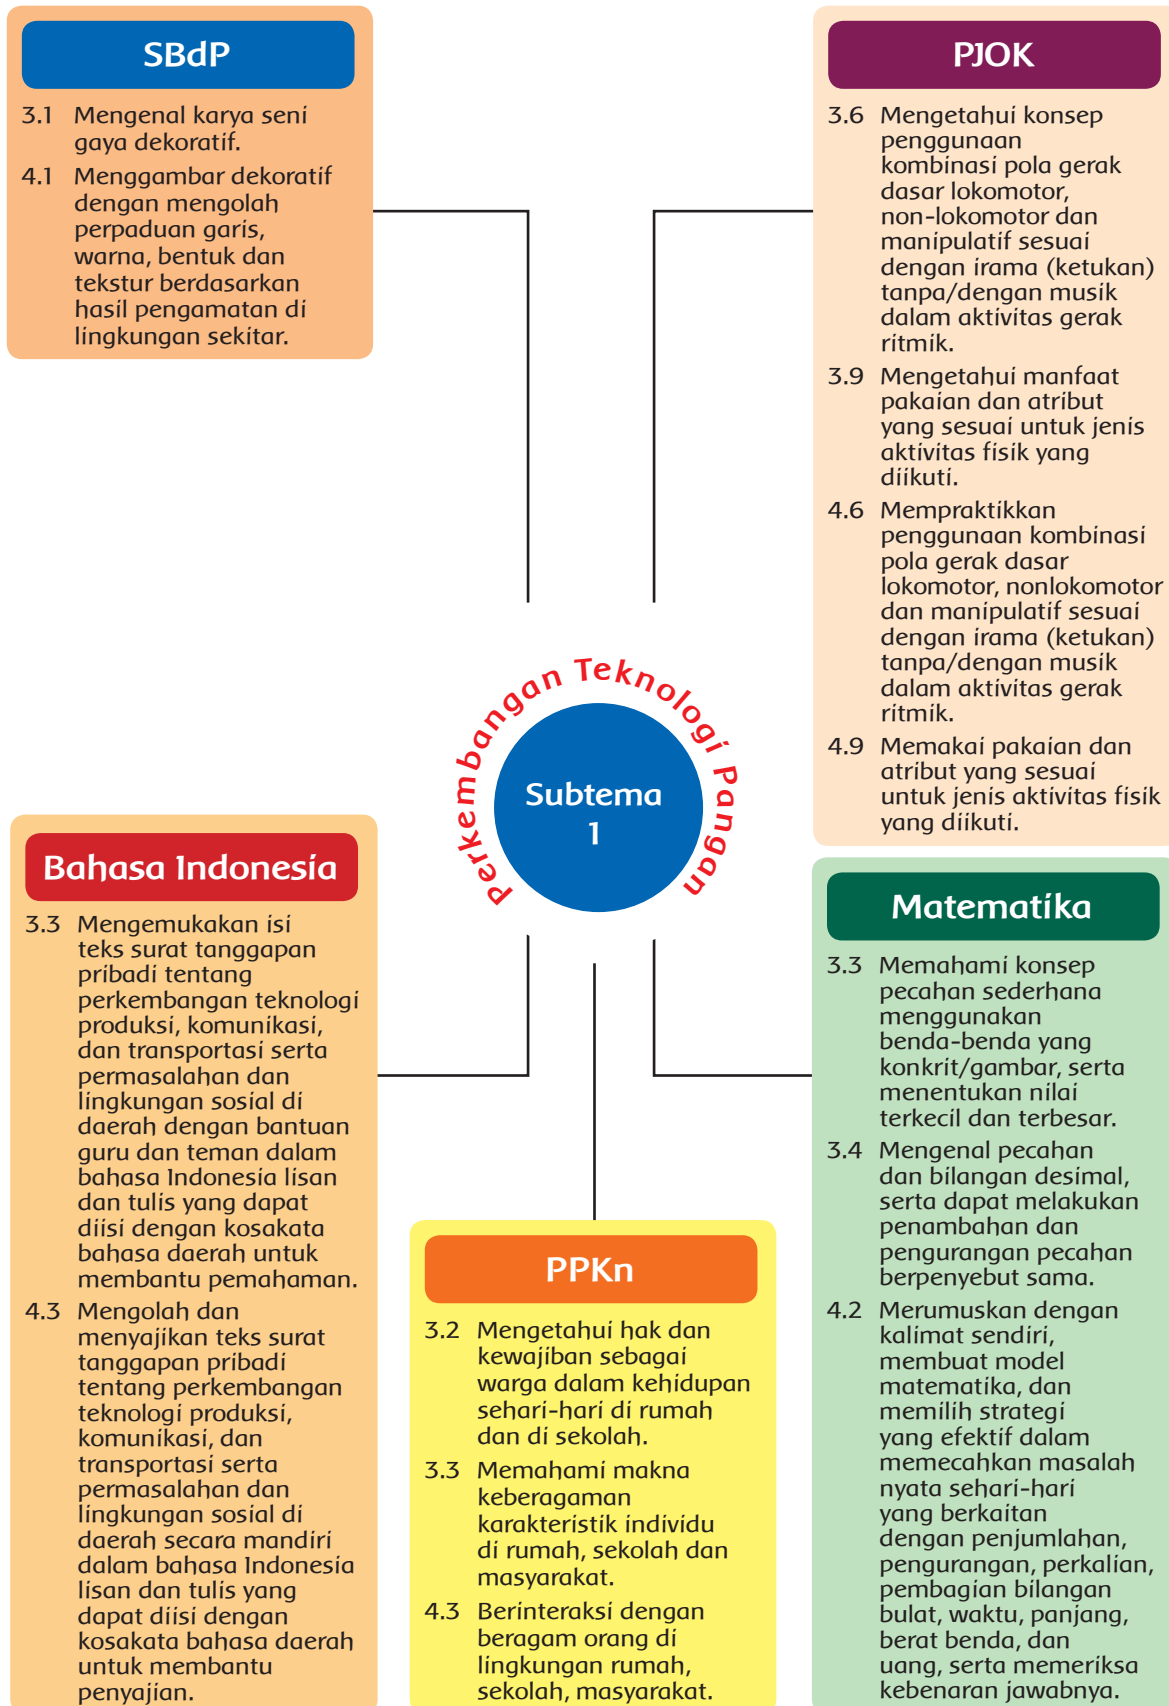 SBdP
3.1 Mengenal karya seni
gaya dekoratif.
4.1 Menggambar dekoratif
dengan mengolah
perpaduan garis,
warna, bentuk dan
tekstur berdasarkan
hasil pengamatan di
lingkungan sekitar.
PJOK
3.6 Mengetahui konsep
penggunaan
kombinasi pola gerak
dasar lokomotor,
non-lokomotor dan
manipulatif sesuai
dengan irama (ketukan)
tanpa/dengan musik
dalam aktivitas gerak
ritmik.
3.9 Mengetahui manfaat
pakaian dan atribut
yang sesuai untuk jenis
aktivitas fisik yang
diikuti.
4.6 Mempraktikkan
penggunaan kombinasi
pola gerak dasar
lokomotor, nonlokomotor
dan manipulatif sesuai
dengan irama (ketukan)
tanpa/dengan musik
dalam aktivitas gerak
ritmik.
4.9 Memakai pakaian dan
atribut yang sesuai
untuk jenis aktivitas fisik
yang diikuti.
Perkembangan Teknologi Pangan
Subtema
1
Bahasa Indonesia
3.3 Mengemukakan isi
teks surat tanggapan
pribadi tentang
perkembangan teknologi
produksi, komunikasi,
dan transportasi serta
permasalahan dan
lingkungan sosial di
daerah dengan bantuan
guru dan teman dalam
bahasa Indonesia lisan
dan tulis yang dapat
diisi dengan kosakata
bahasa daerah untuk
membantu pemahaman.
4.3 Mengolah dan
menyajikan teks surat
tanggapan pribadi
tentang perkembangan
teknologi produksi,
komunikasi, dan
transportasi serta
permasalahan dan
lingkungan sosial di
daerah secara mandiri
dalam bahasa Indonesia
lisan dan tulis yang
dapat diisi dengan
kosakata bahasa daerah
untuk membantu
penyajian.
PPKn
3.2 Mengetahui hak dan
kewajiban sebagai
warga dalam kehidupan
sehari-hari di rumah
dan di sekolah.
3.3 Memahami makna
keberagaman
karakteristik individu
di rumah, sekolah dan
masyarakat.
4.3 Berinteraksi dengan
beragam orang di
lingkungan rumah,
sekolah, masyarakat.
Matematika
3.3 Memahami konsep
pecahan sederhana
menggunakan
benda-benda yang
konkrit/gambar, serta
menentukan nilai
terkecil dan terbesar.
3.4 Mengenal pecahan
dan bilangan desimal,
serta dapat melakukan
penambahan dan
pengurangan pecahan
berpenyebut sama.
4.2 Merumuskan dengan
kalimat sendiri,
membuat model
matematika, dan
memilih strategi
yang efektif dalam
memecahkan masalah
nyata sehari-hari
yang berkaitan
dengan penjumlahan,
pengurangan, perkalian,
pembagian bilangan
bulat, waktu, panjang,
berat benda, dan
uang, serta memeriksa
kebenaran jawabnya.